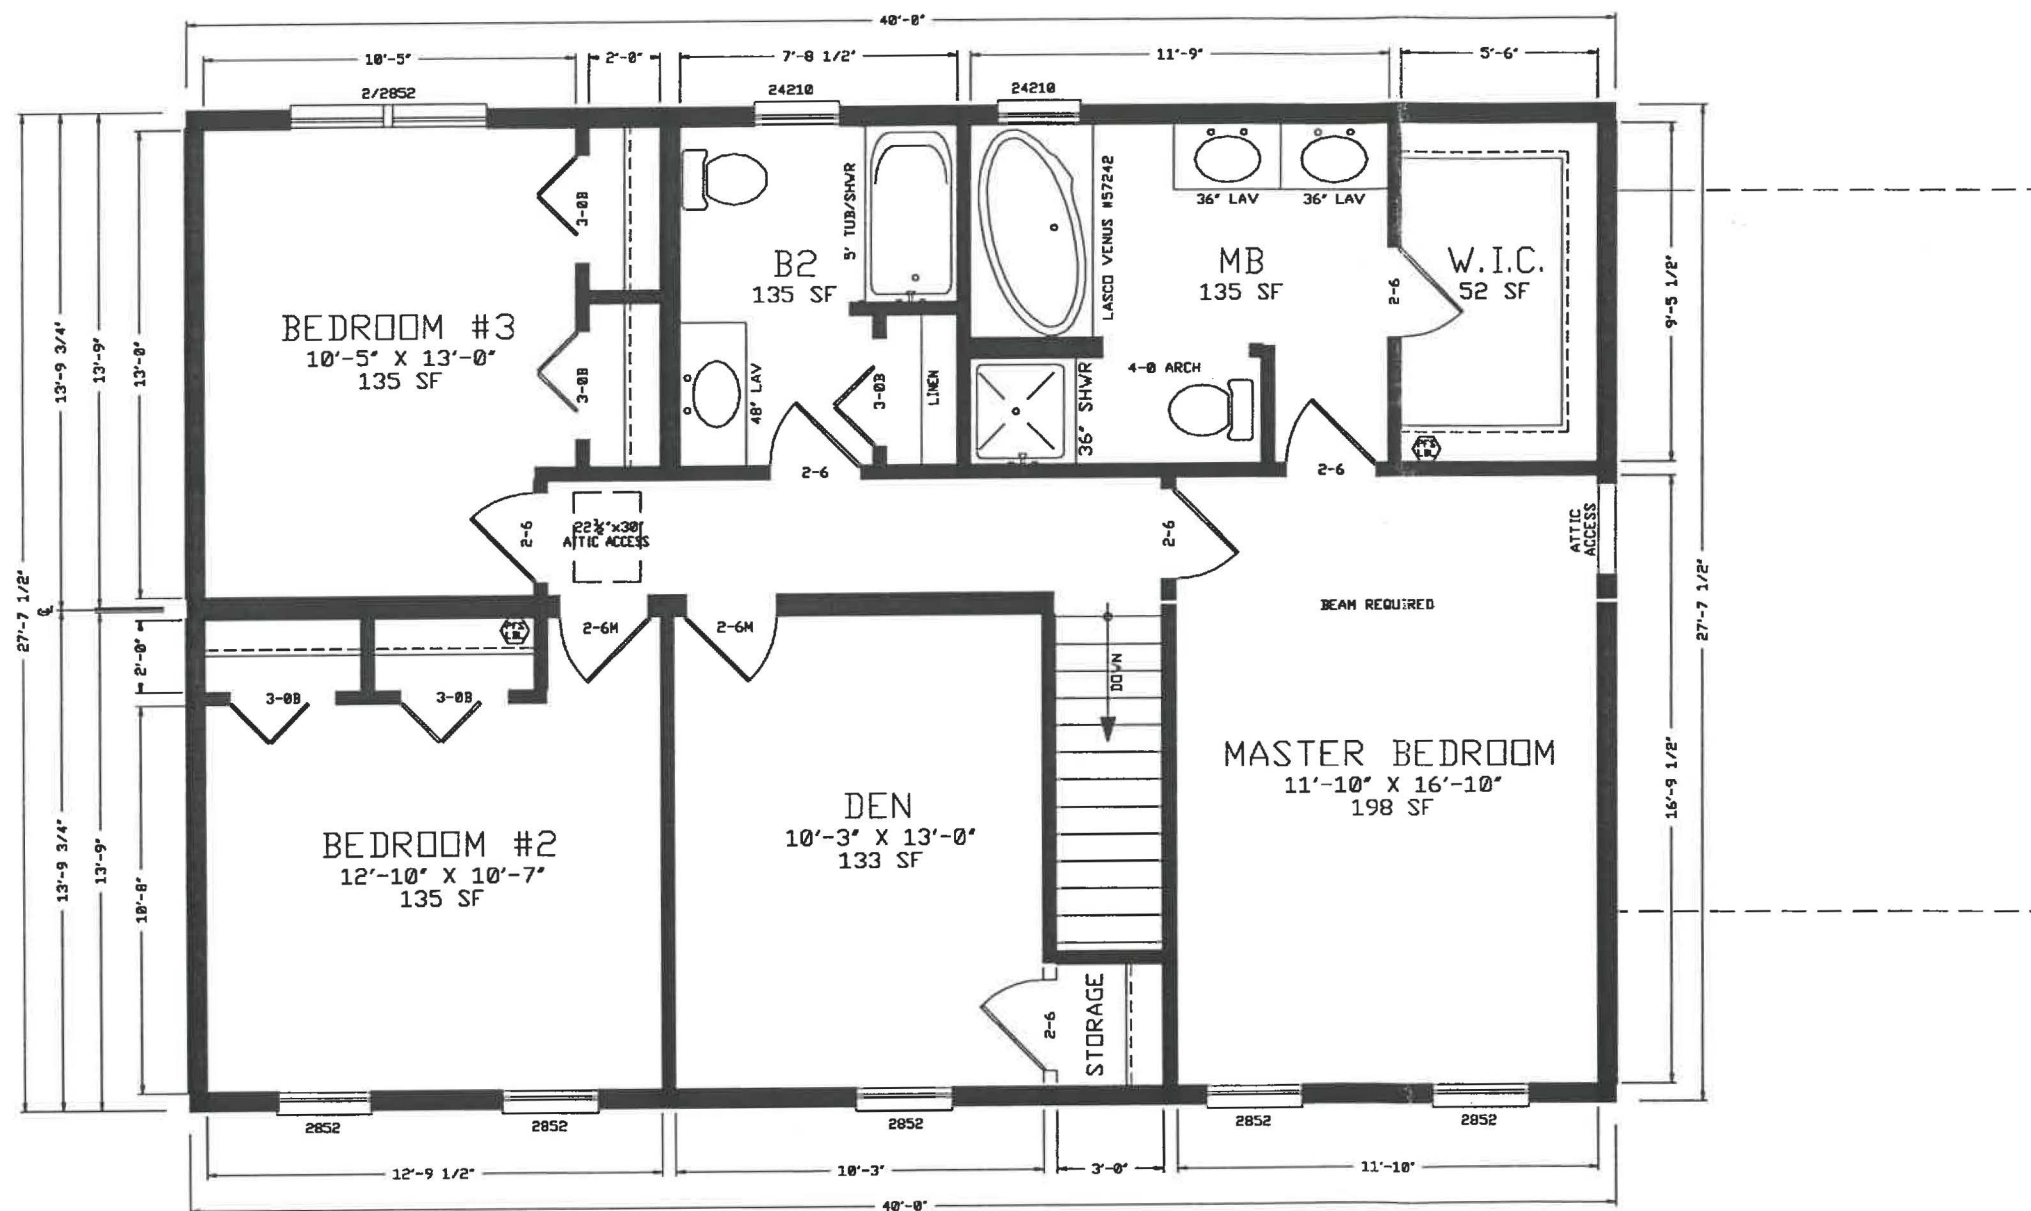 40'-0"
10'-5"
2'-0"
7'-8 1/2"
11'-9"
5'-6"
2/2852
24210
24210
27'-7 1/2"
13'-9 3/4"
13'-9"
13'-0"
BEDROOM #3
10'-5" X 13'-0"
135 SF
3-0B
3-0B
B2
135 SF
5' TUB/SHWR
48" LAV
3-0B
LINEN
2-6
LASCO VENUS #57242
36" LAV
36" LAV
MB
135 SF
4-0 ARCH
36" SHWR
2-6
2-6
W.I.C.
52 SF
9'-5 1/2"
2-6
ATTIC ACCESS
2-6
ATTIC
ACCESS
BEAM REQUIRED
27'-7 1/2"
2'-0"
2-6M
2-6M
3-0B
3-0B
DOWN
13'-9 3/4"
13'-9"
10'-8"
BEDROOM #2
12'-10" X 10'-7"
135 SF
DEN
10'-3" X 13'-0"
133 SF
MASTER BEDROOM
11'-10" X 16'-10"
198 SF
16'-9 1/2"
2-6
STORAGE
2852
2852
2852
2852
2852
12'-9 1/2"
10'-3"
3'-0"
11'-10"
40'-0"